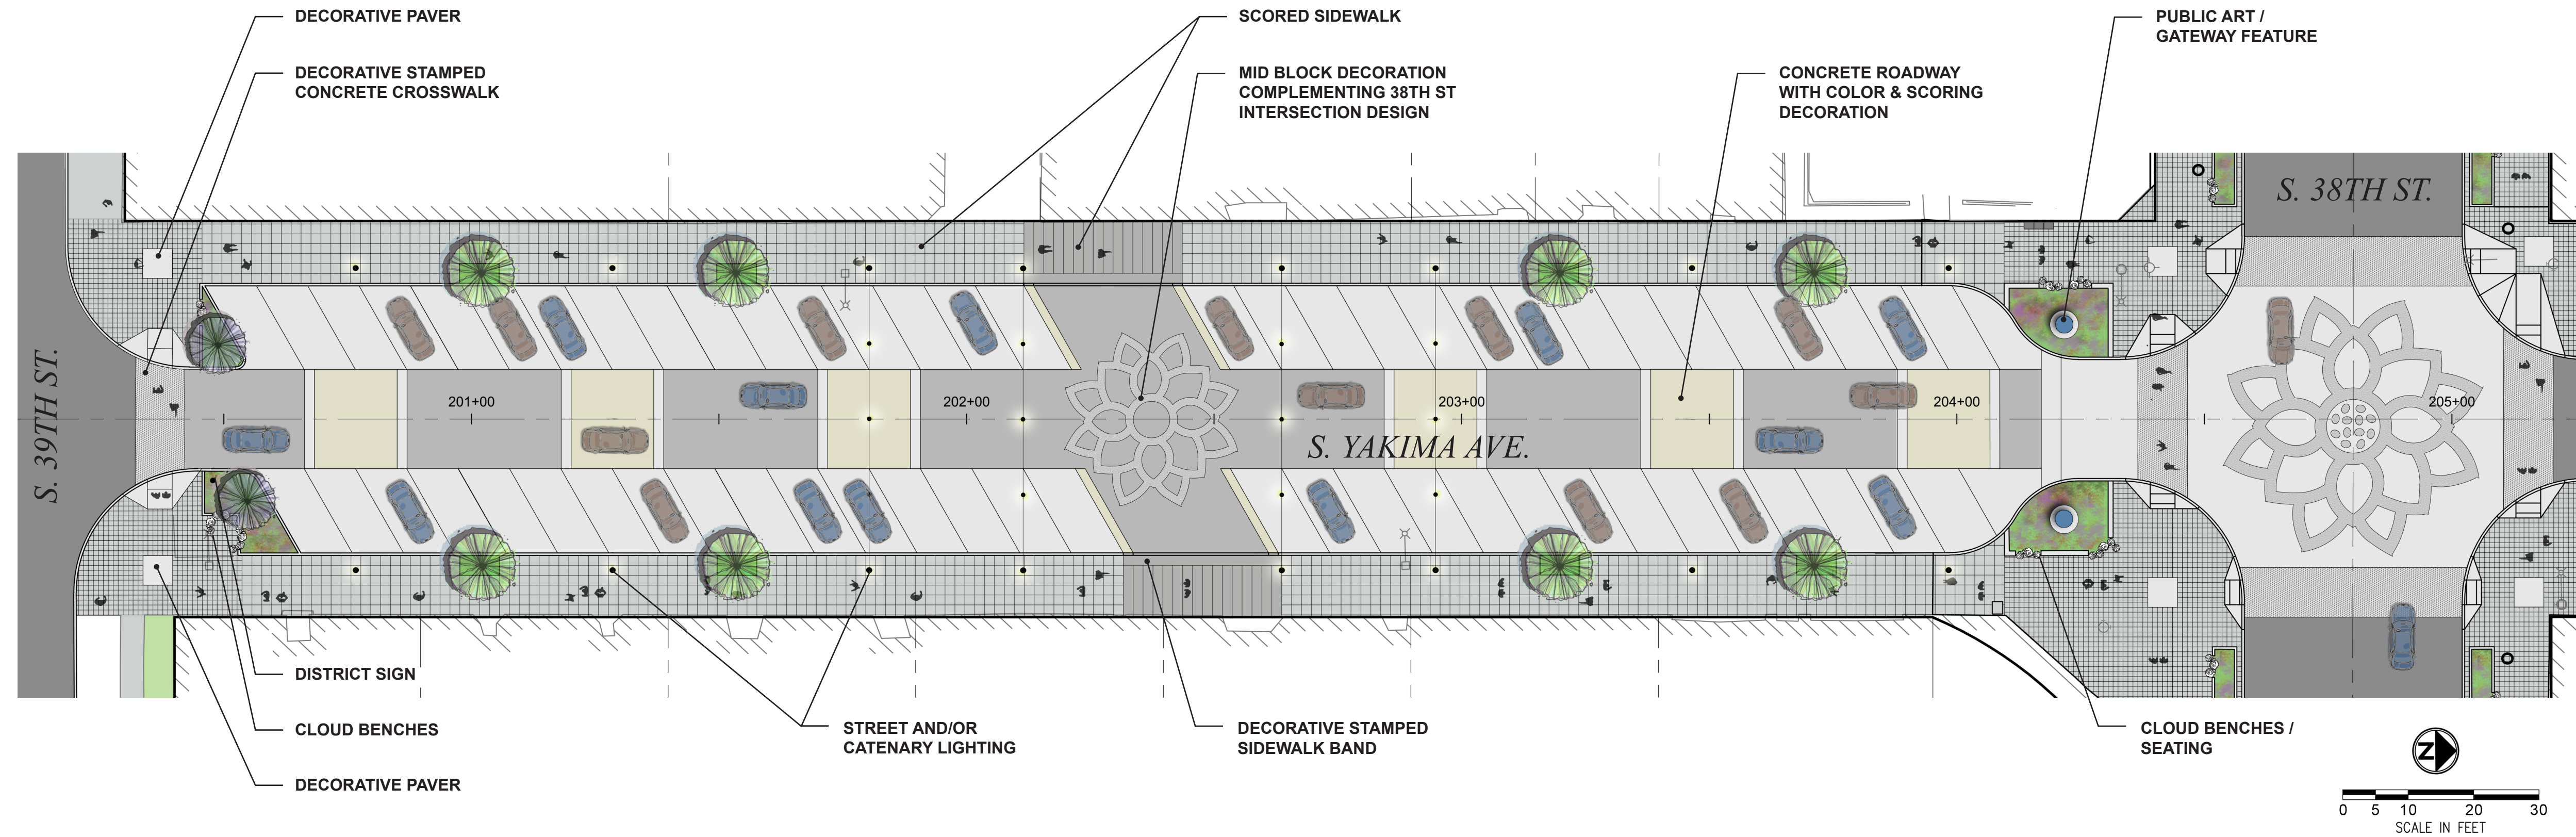 DECORATIVE PAVER
DECORATIVE STAMPED
CONCRETE CROSSWALK
SCORED SIDEWALK
MID BLOCK DECORATION
COMPLEMENTING 38TH ST
INTERSECTION DESIGN
CONCRETE ROADWAY
WITH COLOR & SCORING
DECORATION
PUBLIC ART /
GATEWAY FEATURE
S. 38TH ST.
S. 39TH ST.
201+00
202+00
203+00
204+00
205+00
S. YAKIMA AVE.
DISTRICT SIGN
CLOUD BENCHES
DECORATIVE PAVER
STREET AND/OR
CATENARY LIGHTING
DECORATIVE STAMPED
SIDEWALK BAND
CLOUD BENCHES /
SEATING
N
0 5 10 20 30
SCALE IN FEET